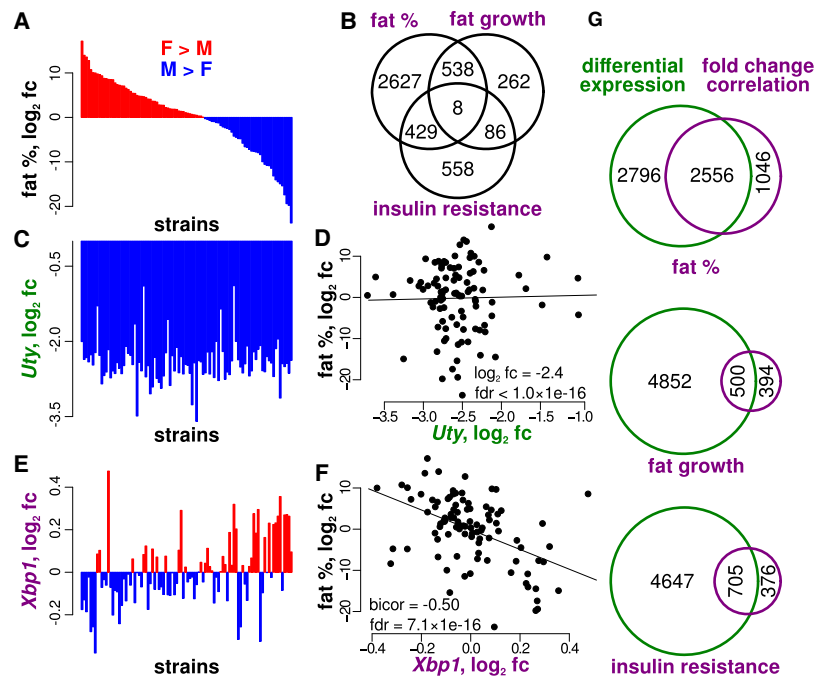 A
F > M
M > F
fat %, log2 fc
10
0
-10
-20
strains
B
fat %
fat growth
2627
538
262
8
429
86
558
insulin resistance
C
Uty, log2 fc
-0.5
-2.0
-3.5
strains
D
fat %, log2 fc
10
0
-10
-20
log2 fc = -2.4
fdr < 1.0×1e-16
-3.5
-3.0
-2.5
-2.0
-1.5
-1.0
Uty, log2 fc
E
Xbp1, log2 fc
0.4
0.2
0
-0.2
strains
F
fat %, log2 fc
10
0
-10
-20
bicor = -0.50
fdr = 7.1×1e-16
-0.4
-0.2
0.0
0.2
0.4
Xbp1, log2 fc
G
differential
expression
fold change
correlation
2796
2556
1046
fat %
4852
500
394
fat growth
4647
705
376
insulin resistance